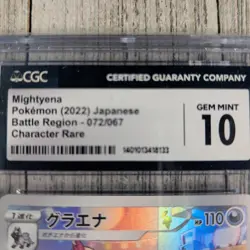 CGC CERTIFIED GUARANTY COMPANY
Mightyena
Pokémon (2022) Japanese
Battle Region - 072/067
Character Rare
GEM MINT
10
1401013418133
1進化 グラエナ HP110